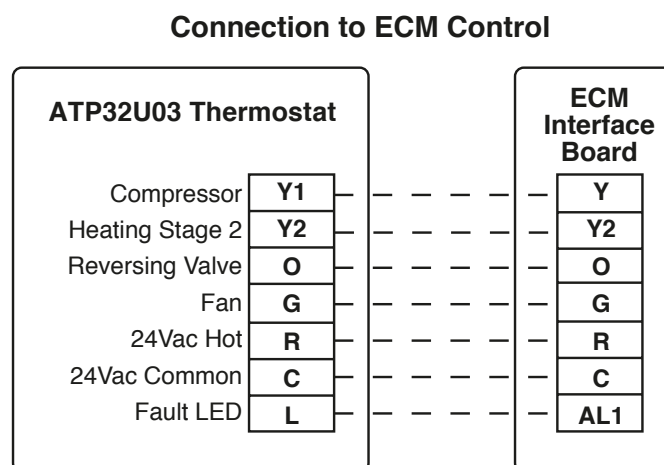 Connection to ECM Control
ATP32U03 Thermostat
ECM
Interface
Board
Compressor Y1 Y
Heating Stage 2 Y2 Y2
Reversing Valve O O
Fan G G
24Vac Hot R R
24Vac Common C C
Fault LED L AL1